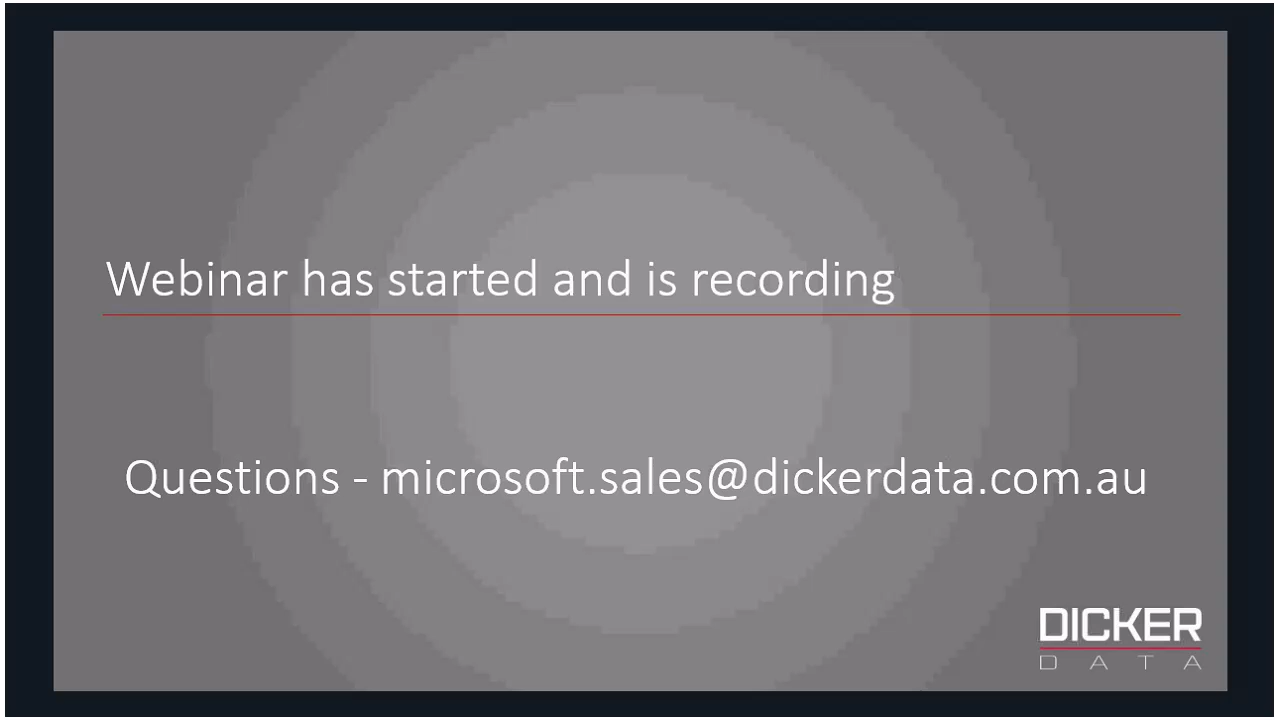 Webinar has started and is recording
Questions - microsoft.sales@dickerdata.com.au
DICKER
DATA